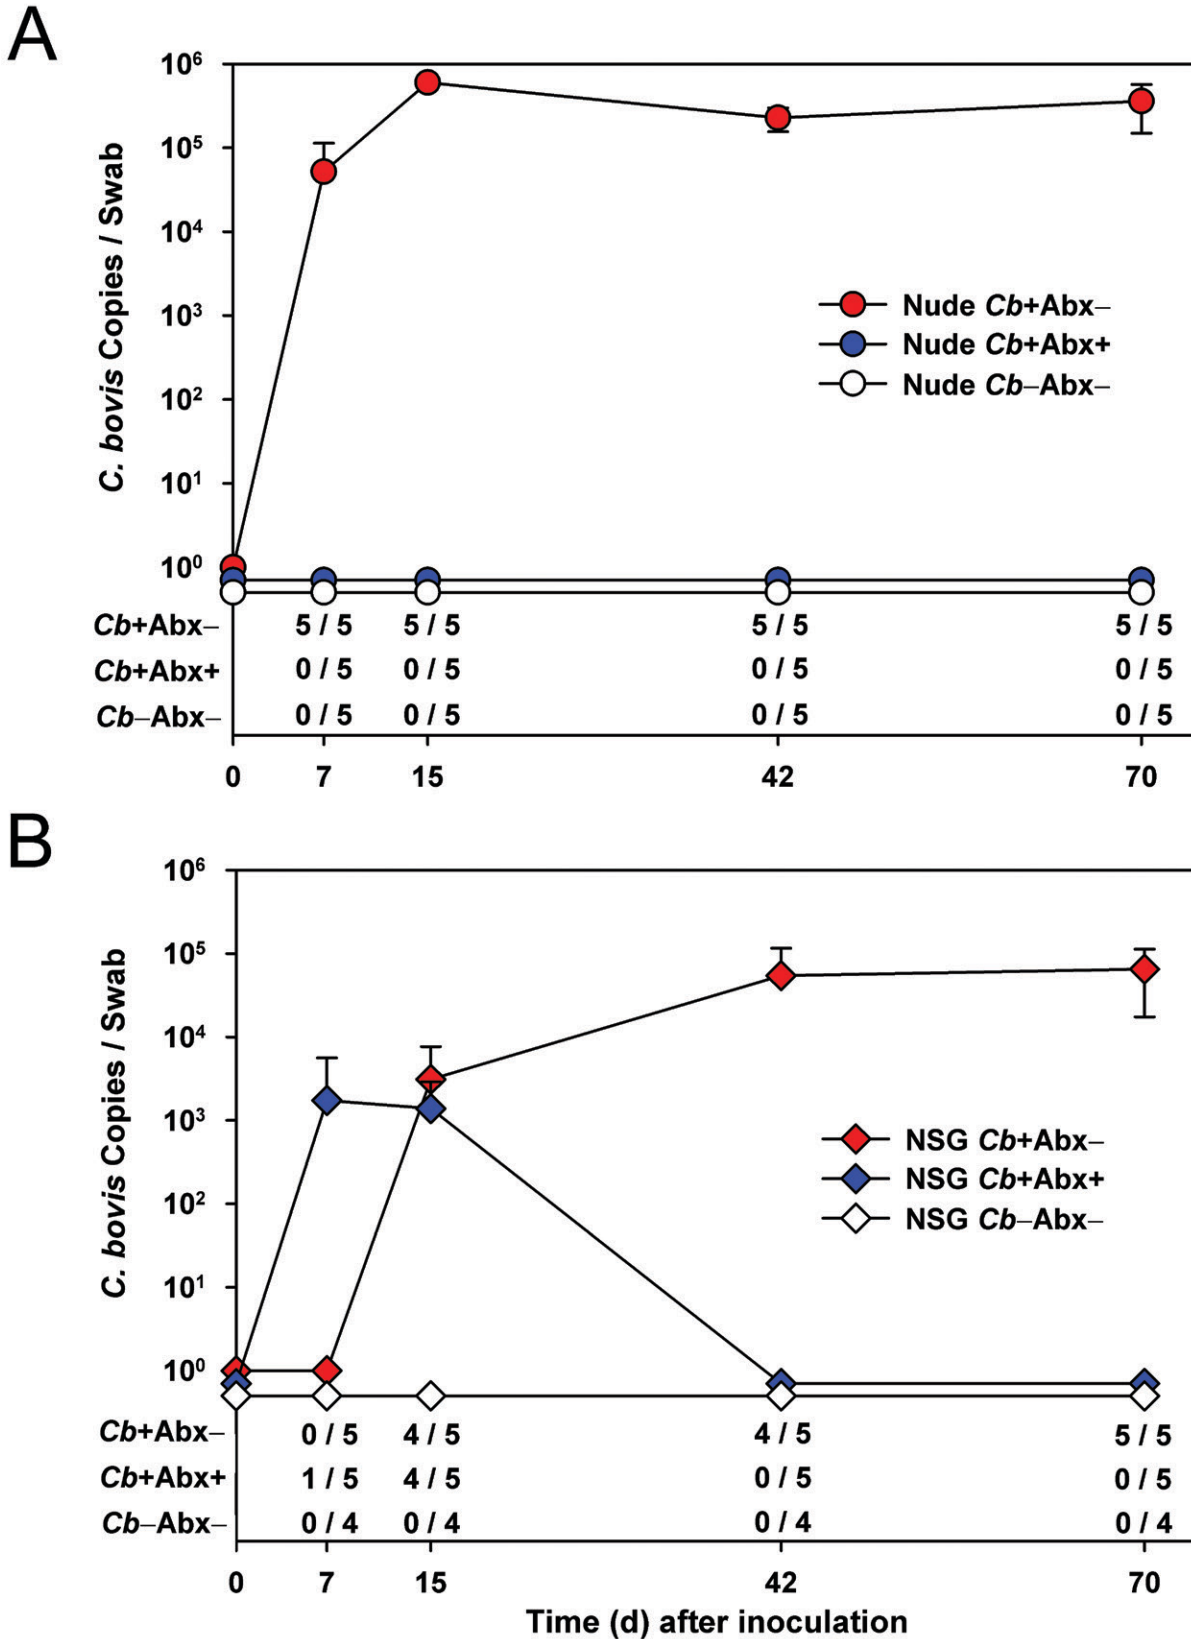 A
10⁶
10⁵
10⁴
10³
10²
10¹
10⁰
C. bovis Copies / Swab
Nude Cb+Abx–
Nude Cb+Abx+
Nude Cb–Abx–
Cb+Abx– 5 / 5 5 / 5 5 / 5 5 / 5
Cb+Abx+ 0 / 5 0 / 5 0 / 5 0 / 5
Cb–Abx– 0 / 5 0 / 5 0 / 5 0 / 5
0 7 15 42 70
B
10⁶
10⁵
10⁴
10³
10²
10¹
10⁰
C. bovis Copies / Swab
NSG Cb+Abx–
NSG Cb+Abx+
NSG Cb–Abx–
Cb+Abx– 0 / 5 4 / 5 4 / 5 5 / 5
Cb+Abx+ 1 / 5 4 / 5 0 / 5 0 / 5
Cb–Abx– 0 / 4 0 / 4 0 / 4 0 / 4
0 7 15 42 70
Time (d) after inoculation